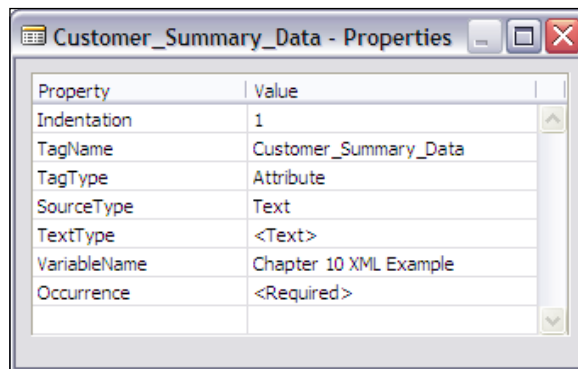 Customer_Summary_Data - Properties
Property Value
Indentation 1
TagName Customer_Summary_Data
TagType Attribute
SourceType Text
TextType <Text>
VariableName Chapter 10 XML Example
Occurrence <Required>